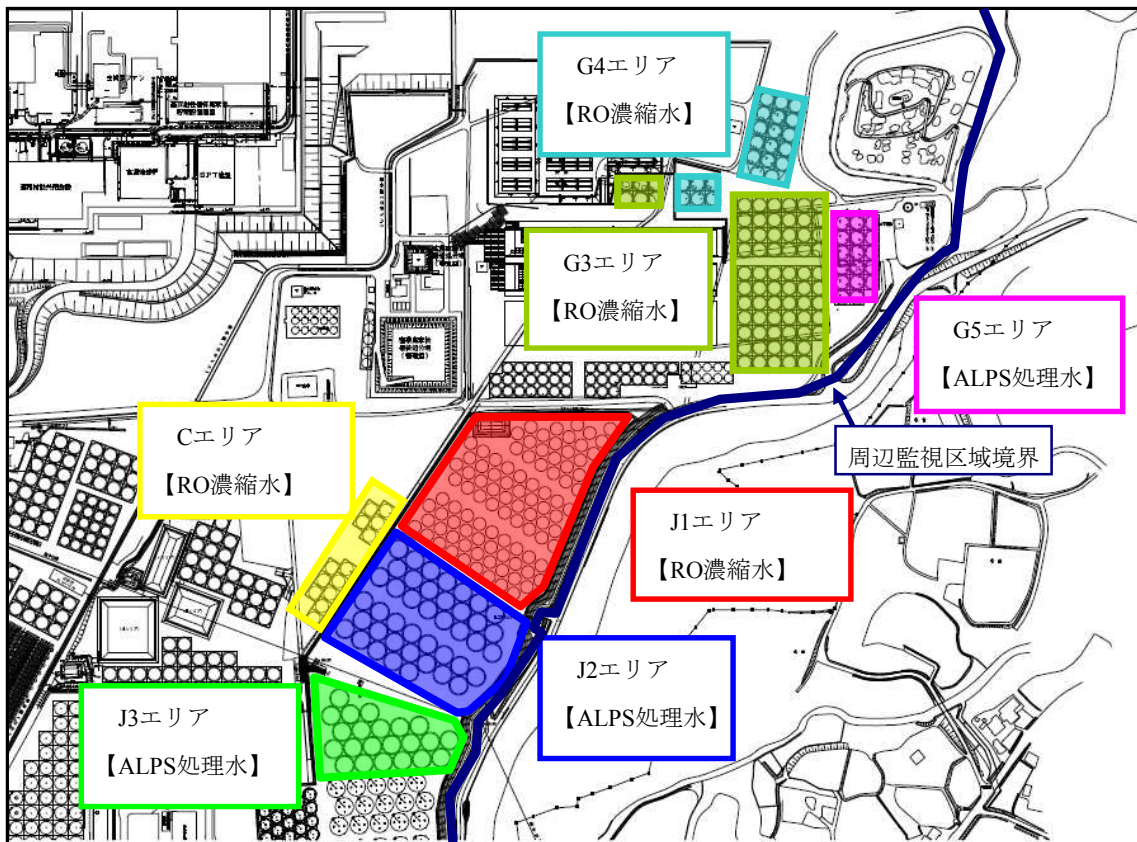 G4エリア
【RO濃縮水】
G3エリア
【RO濃縮水】
G5エリア
【ALPS処理水】
Cエリア
【RO濃縮水】
周辺監視区域境界
J1エリア
【RO濃縮水】
J2エリア
【ALPS処理水】
J3エリア
【ALPS処理水】